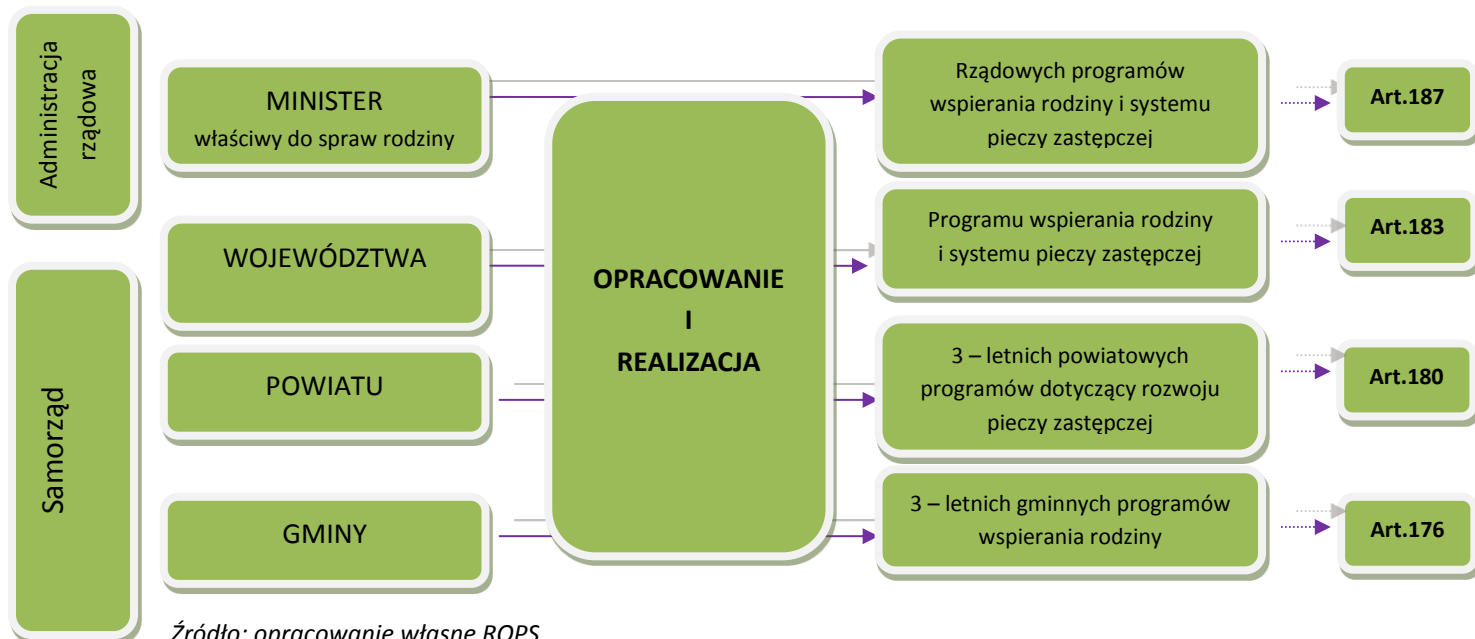 Administracja
rządowa
MINISTER
właściwy do spraw rodziny
Rządowych programów
wspierania rodziny i systemu
pieczy zastępczej
Art.187
Samorząd
WOJEWÓDZTWA
Programu wspierania rodziny
i systemu pieczy zastępczej
Art.183
OPRACOWANIE
I
REALIZACJA
POWIATU
3 – letnich powiatowych
programów dotyczący rozwoju
pieczy zastępczej
Art.180
GMINY
3 – letnich gminnych programów
wspierania rodziny
Art.176
Źródło: opracowanie własne ROPS